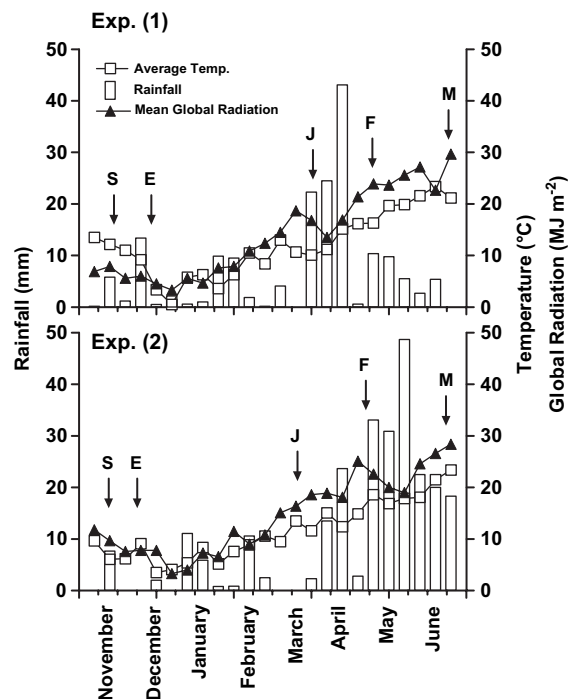 Exp. (1)
50 50
Average Temp.
Rainfall
Mean Global Radiation
40 40
M
J F
30 30
S E
20 20
10 10
0 0
Rainfall (mm)
Temperature (°C)
Global Radiation (MJ m-2)
Exp. (2)
50 50
F
40 40
M
J
30 30
S E
20 20
10 10
0 0
November
December
January
February
March
April
May
June